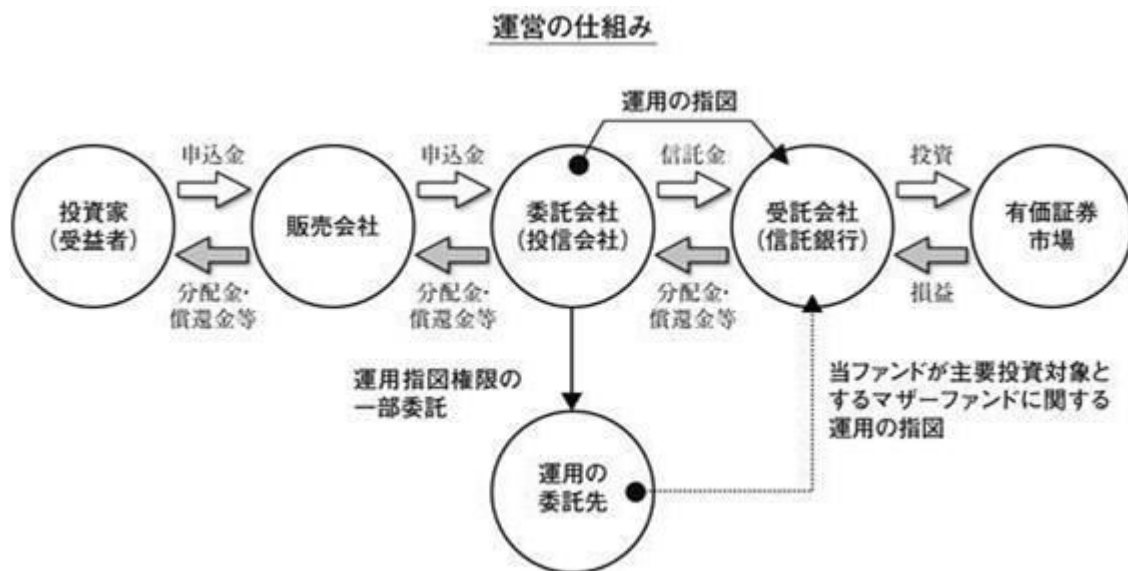 運営の仕組み
運用の指図
申込金
申込金
信託金
投資
投資家
（受益者）
販売会社
委託会社
（投信会社）
受託会社
（信託銀行）
有価証券
市場
分配金・
償還金等
分配金・
償還金等
分配金・
償還金等
損益
運用指図権限の
一部委託
当ファンドが主要投資対象と
するマザーファンドに関する
運用の指図
運用の
委託先